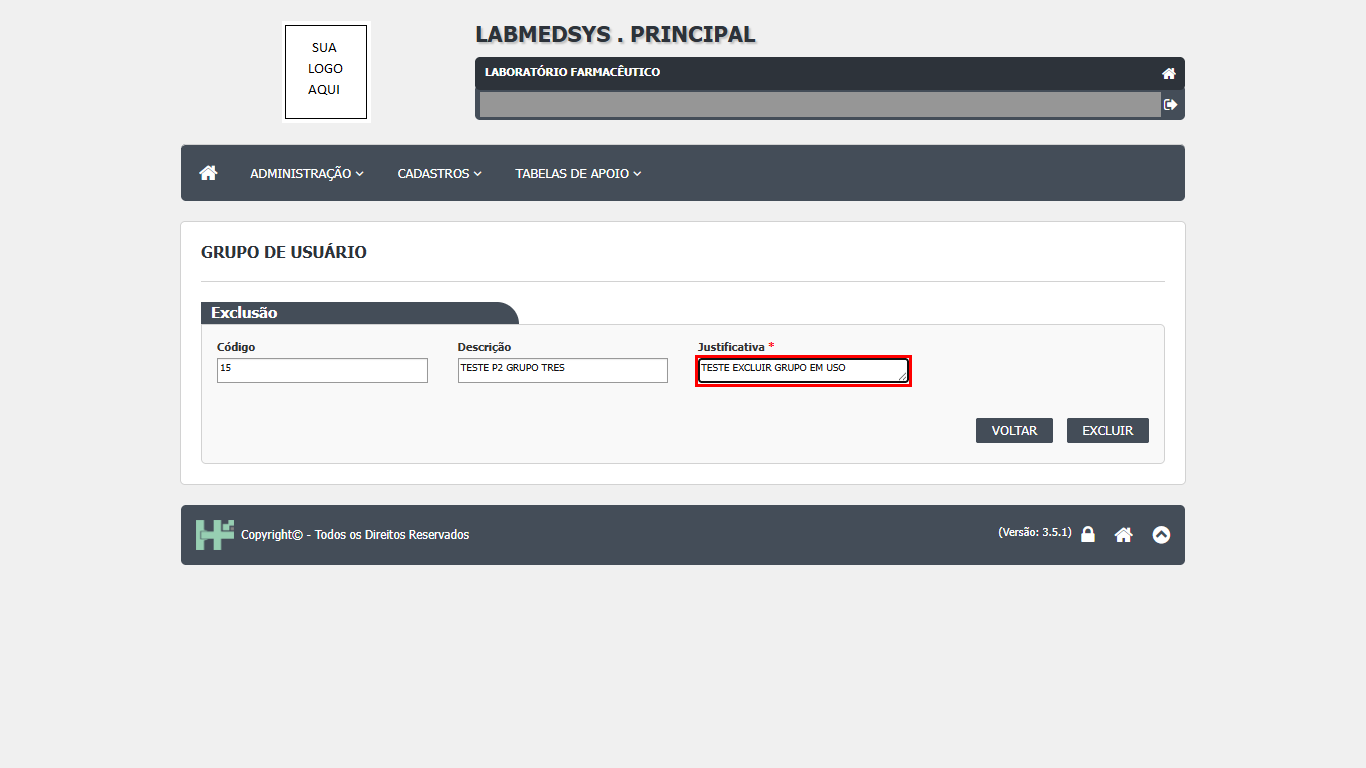 SUA
LOGO
AQUI
LABMEDSYS . PRINCIPAL
LABORATÓRIO FARMACÊUTICO
ADMINISTRAÇÃO CADASTROS TABELAS DE APOIO
GRUPO DE USUÁRIO
Exclusão
Código Descrição Justificativa *
15 TESTE P2 GRUPO TRES TESTE EXCLUIR GRUPO EM USO
VOLTAR EXCLUIR
Copyright© - Todos os Direitos Reservados (Versão: 3.5.1)